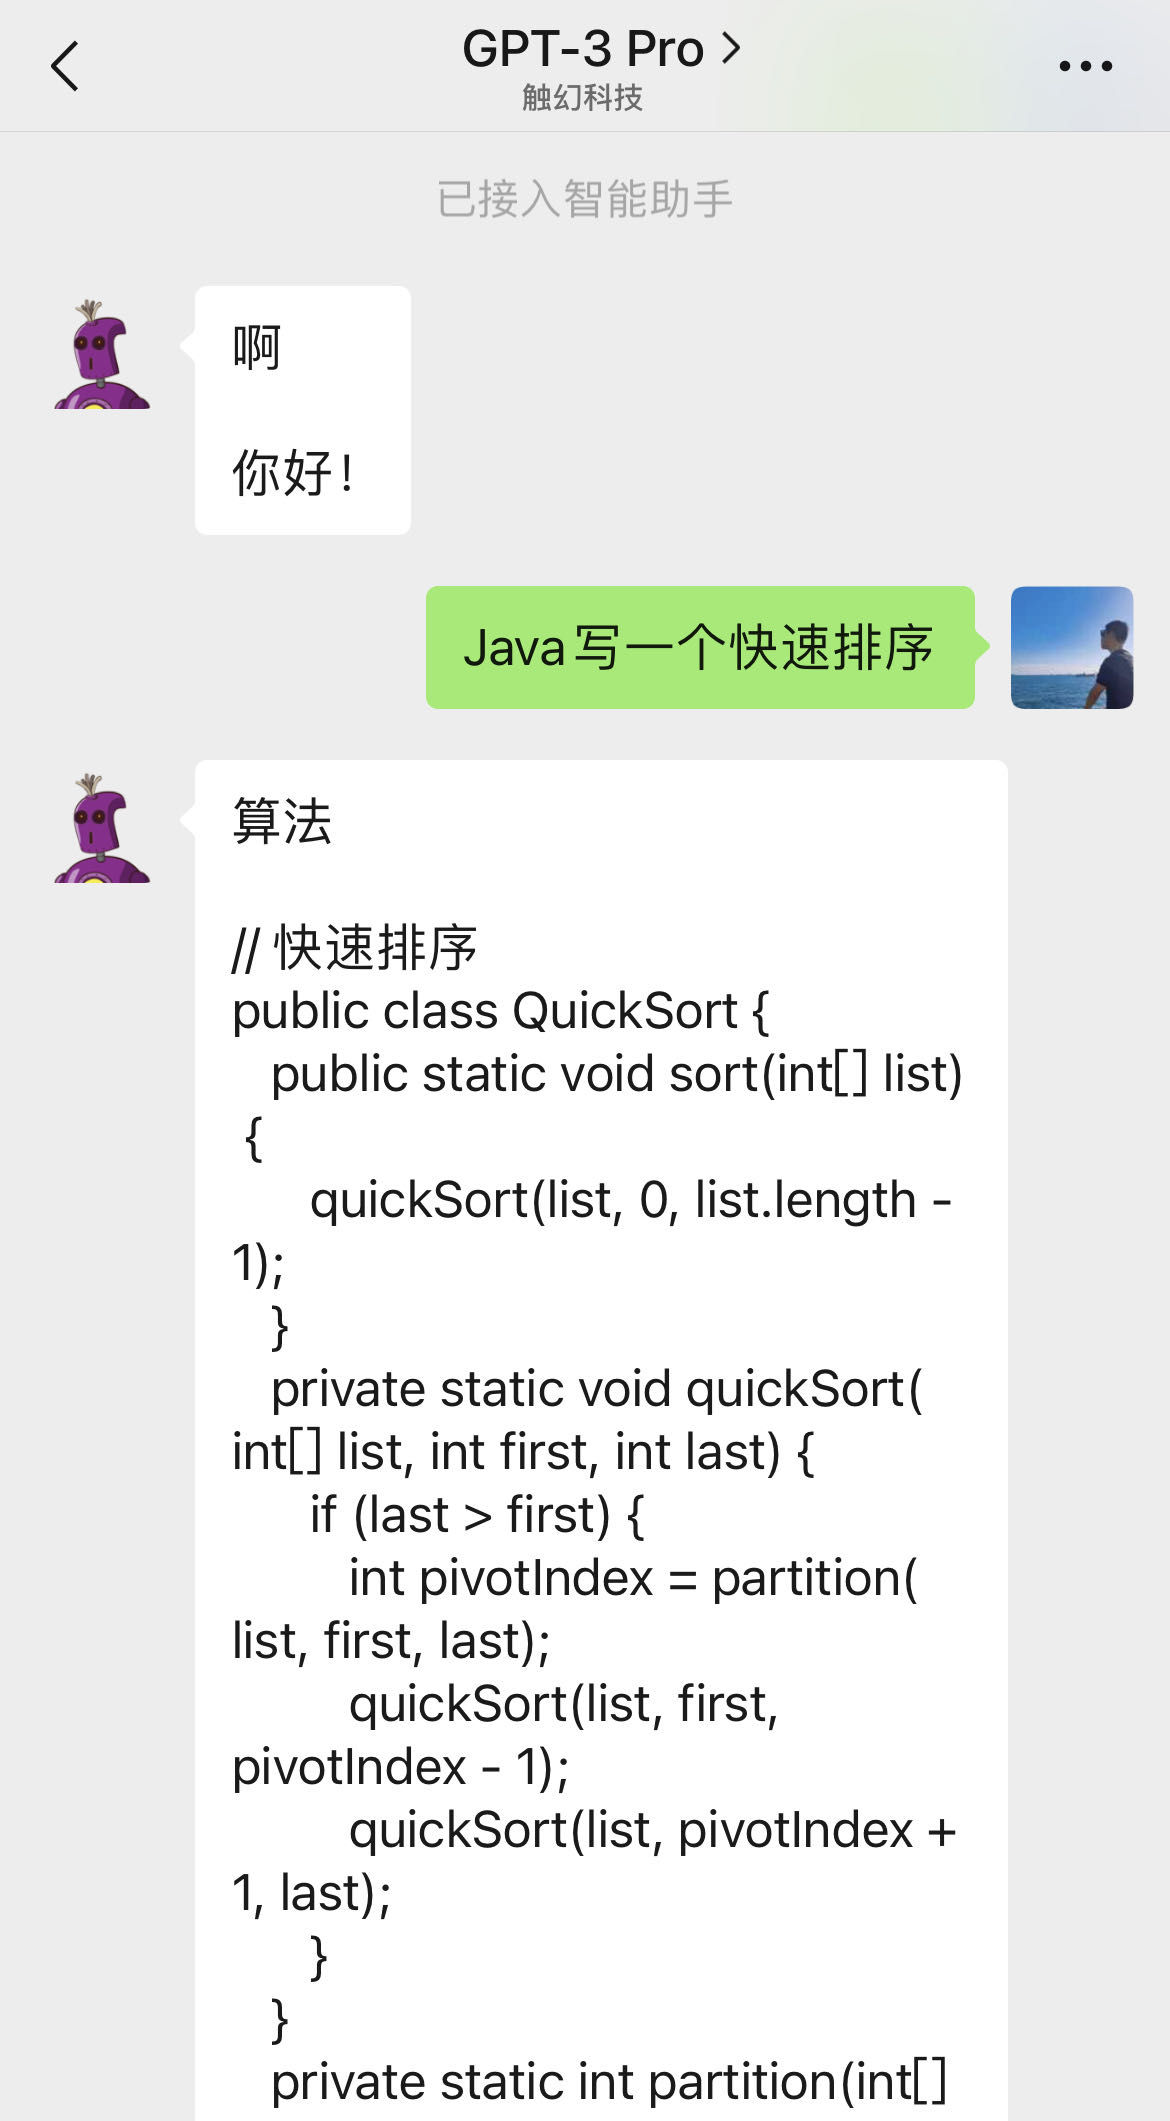 GPT-3 Pro
触幻科技
已接入智能助手
啊
你好!
Java写一个快速排序
算法
// 快速排序
public class QuickSort {
public static void sort(int[] list)
{
quickSort(list, 0, list.length -
1);
}
private static void quickSort(
int[] list, int first, int last) {
if (last > first) {
int pivotIndex = partition(
list, first, last);
quickSort(list, first,
pivotIndex - 1);
quickSort(list, pivotIndex +
1, last);
}
}
private static int partition(int[]